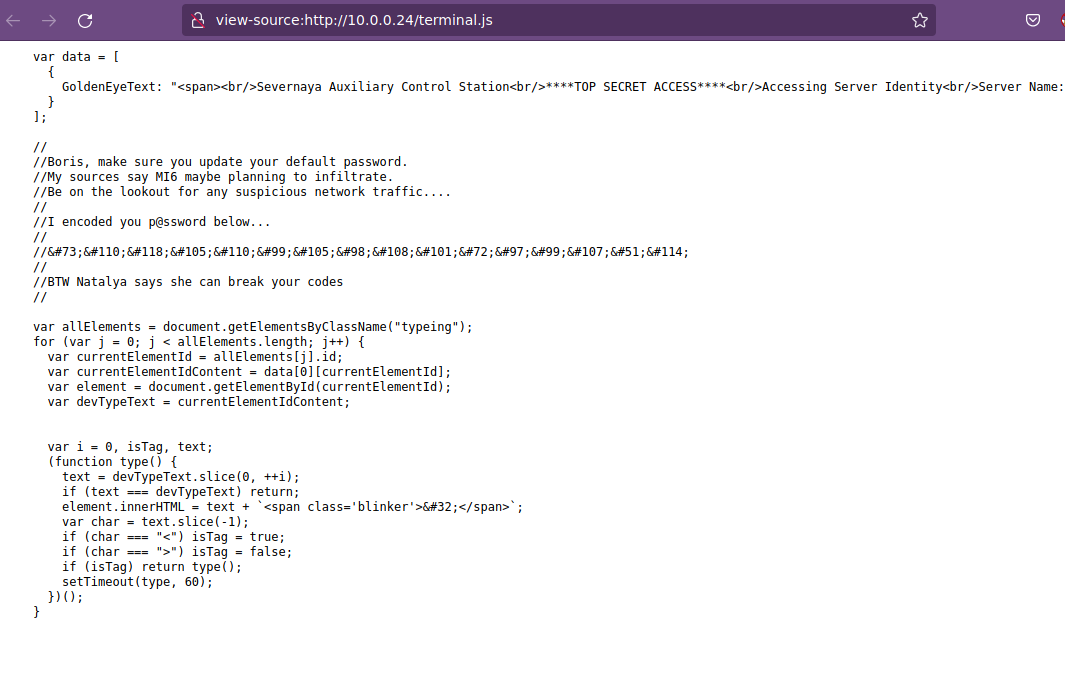 view-source:http://10.0.0.24/terminal.js
var data = [
  {
    GoldenEyeText: "<span><br/>Severnaya Auxiliary Control Station<br/>****TOP SECRET ACCESS****<br/>Accessing Server Identity<br/>Server Name:
  }
];

//
//Boris, make sure you update your default password.
//My sources say MI6 maybe planning to infiltrate.
//Be on the lookout for any suspicious network traffic....
//
//I encoded you p@ssword below...
//
//&#73;&#110;&#118;&#105;&#110;&#99;&#105;&#98;&#108;&#101;&#72;&#97;&#99;&#107;&#51;&#114;
//
//BTW Natalya says she can break your codes
//

var allElements = document.getElementsByClassName("typeing");
for (var j = 0; j < allElements.length; j++) {
  var currentElementId = allElements[j].id;
  var currentElementIdContent = data[0][currentElementId];
  var element = document.getElementById(currentElementId);
  var devTypeText = currentElementIdContent;


  var i = 0, isTag, text;
  (function type() {
    text = devTypeText.slice(0, ++i);
    if (text === devTypeText) return;
    element.innerHTML = text + `<span class='blinker'>&#32;</span>`;
    var char = text.slice(-1);
    if (char === "<") isTag = true;
    if (char === ">") isTag = false;
    if (isTag) return type();
    setTimeout(type, 60);
  })();
}